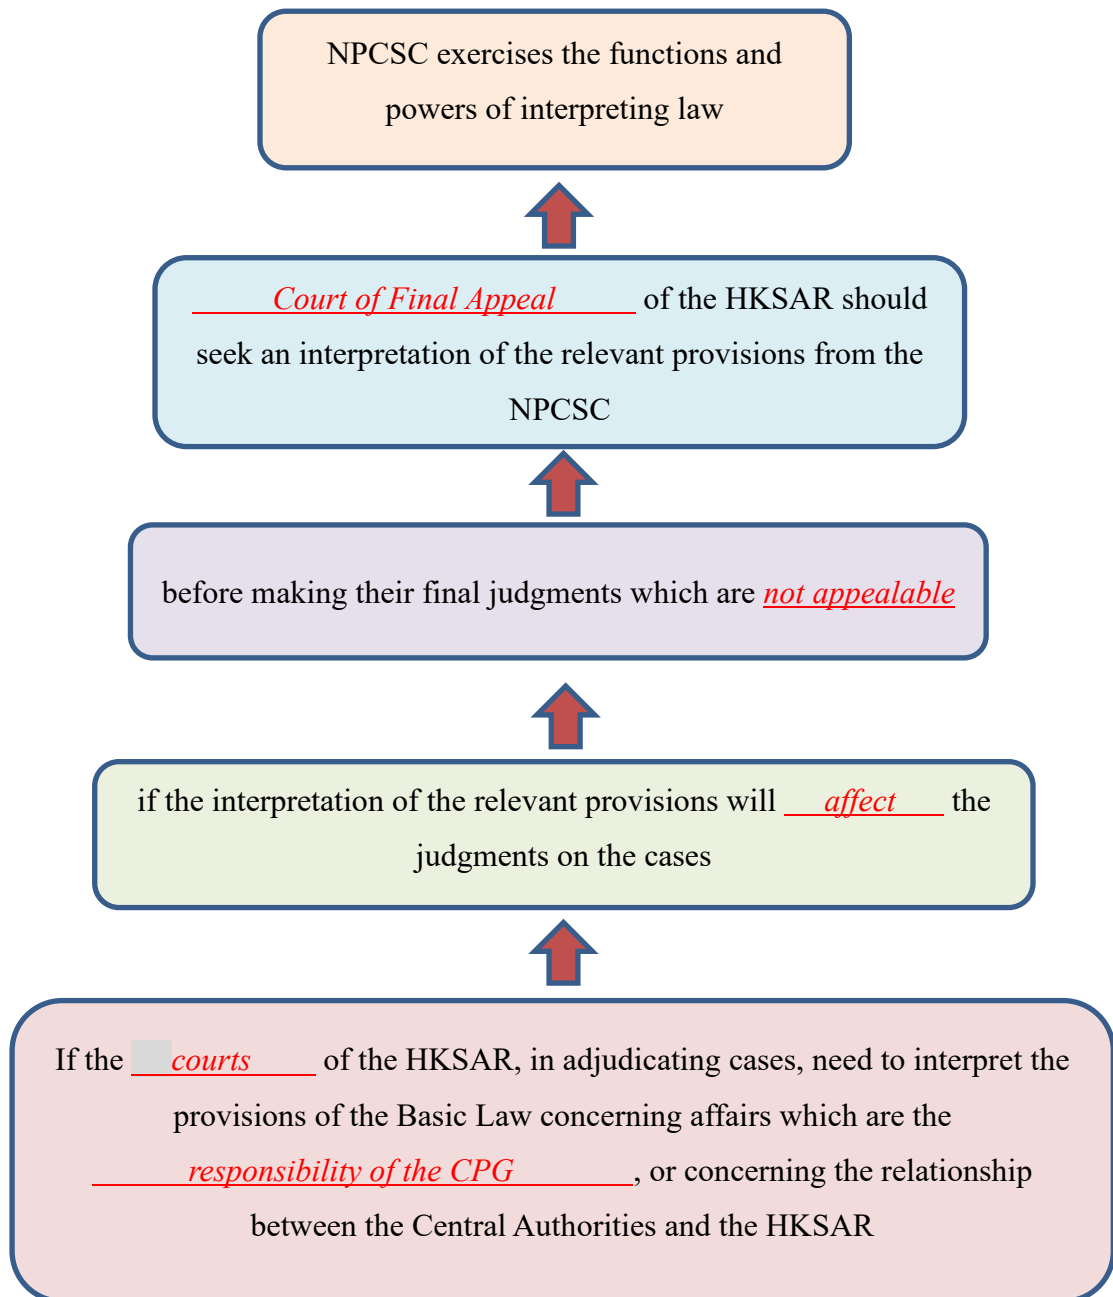 NPCSC exercises the functions and
powers of interpreting law
Court of Final Appeal of the HKSAR should
seek an interpretation of the relevant provisions from the
NPCSC
before making their final judgments which are not appealable
if the interpretation of the relevant provisions will affect the
judgments on the cases
If the courts of the HKSAR, in adjudicating cases, need to interpret the
provisions of the Basic Law concerning affairs which are the
responsibility of the CPG, or concerning the relationship
between the Central Authorities and the HKSAR